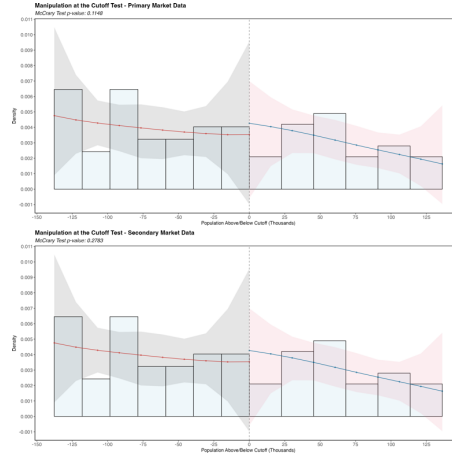 Manipulation at the Cutoff Test - Primary Market Data
McCrary Test p-value: 0.1148
0.011
0.010
0.009
0.008
0.007
0.006
0.005
0.004
0.003
0.002
0.001
0.000
-0.001
Density
-150 -125 -100 -75 -50 -25 0 25 50 75 100 125
Population Above/Below Cutoff (Thousands)
Manipulation at the Cutoff Test - Secondary Market Data
McCrary Test p-value: 0.2783
0.011
0.010
0.009
0.008
0.007
0.006
0.005
0.004
0.003
0.002
0.001
0.000
-0.001
Density
-150 -125 -100 -75 -50 -25 0 25 50 75 100 125
Population Above/Below Cutoff (Thousands)